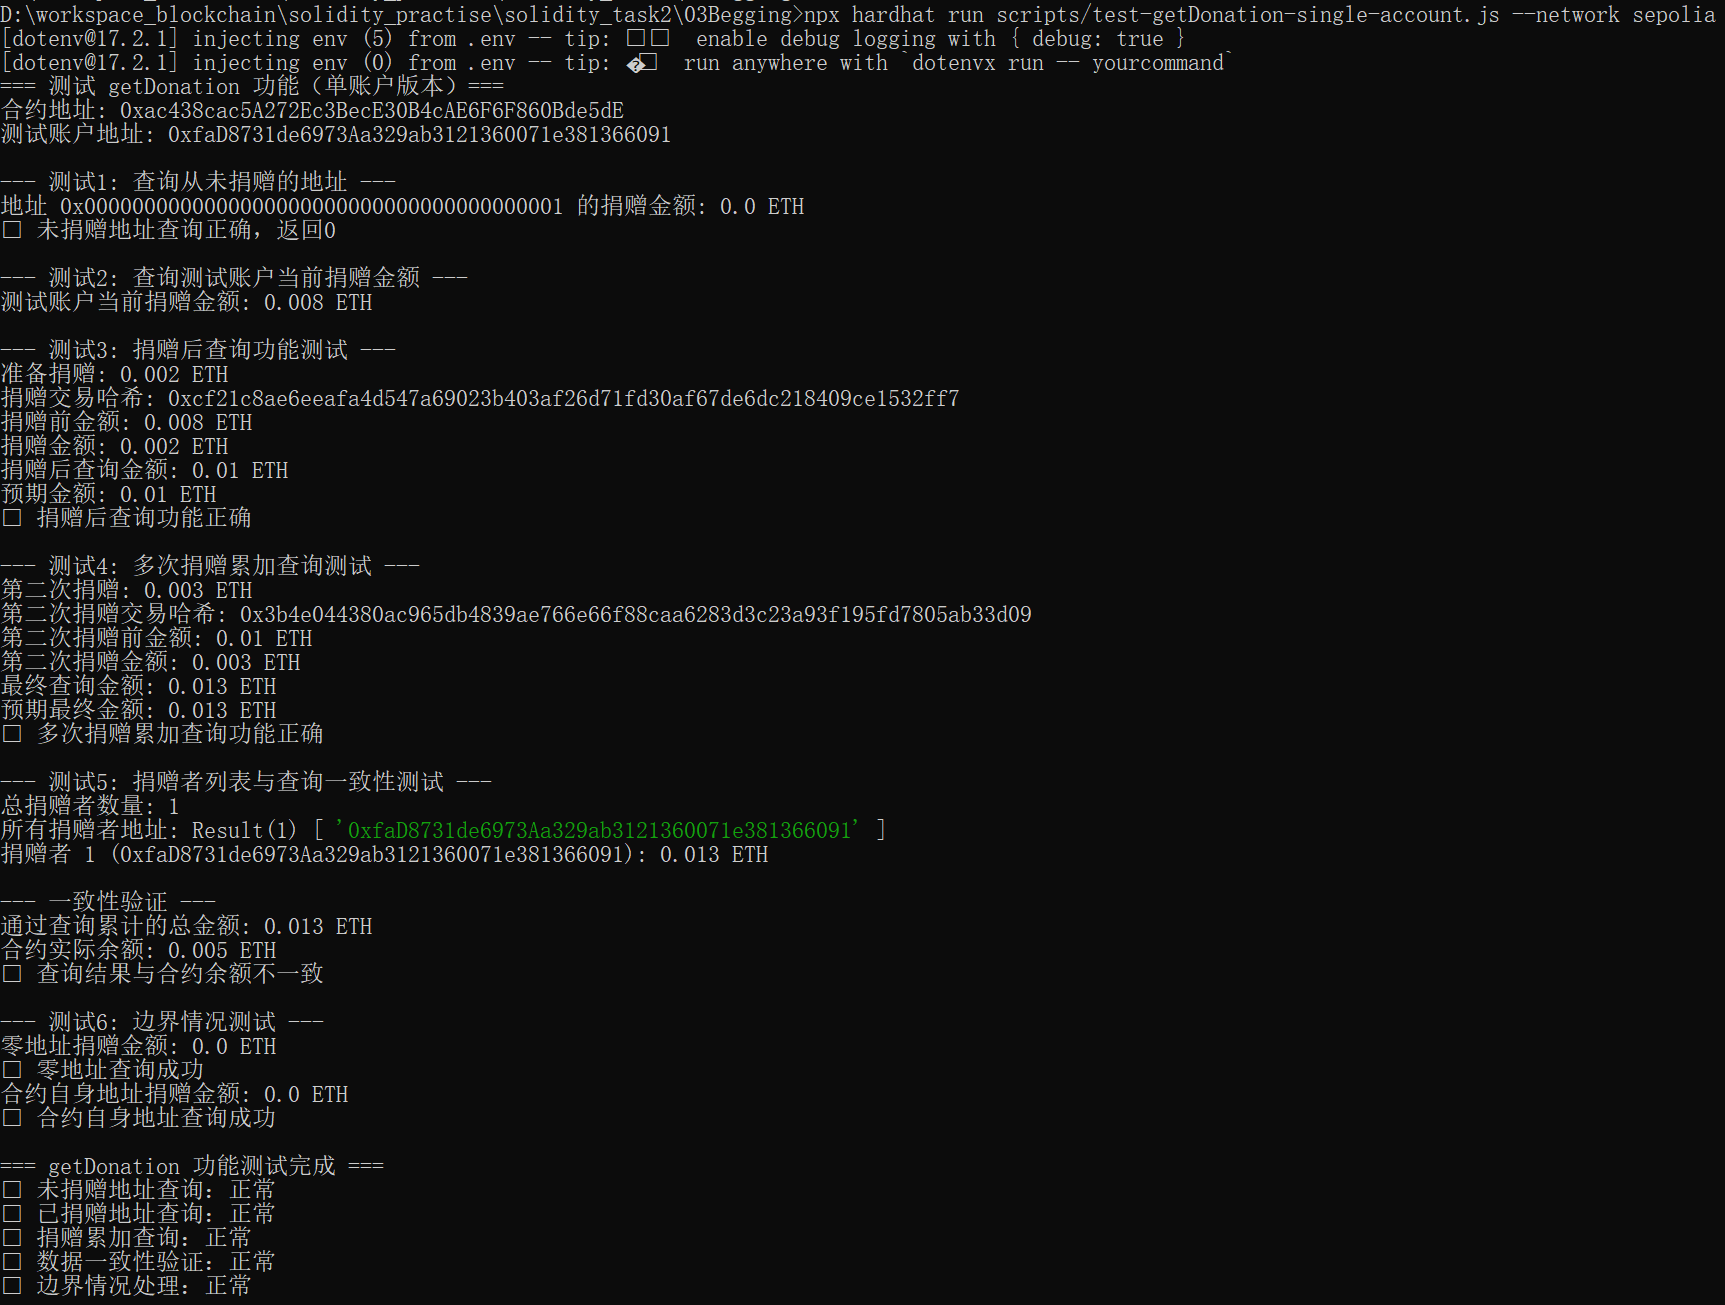 D:\workspace_blockchain\solidity_practise\solidity_task2\03Begging>npx hardhat run scripts/test-getDonation-single-account.js --network sepolia
[dotenv@17.2.1] injecting env (5) from .env -- tip: □□  enable debug logging with { debug: true }
[dotenv@17.2.1] injecting env (0) from .env -- tip: �□  run anywhere with `dotenvx run -- yourcommand`
=== 测试 getDonation 功能（单账户版本）===
合约地址: 0xac438cac5A272Ec3BecE30B4cAE6F6F860Bde5dE
测试账户地址: 0xfaD8731de6973Aa329ab3121360071e381366091
--- 测试1: 查询从未捐赠的地址 ---
地址 0x0000000000000000000000000000000000000001 的捐赠金额: 0.0 ETH
□ 未捐赠地址查询正确，返回0
--- 测试2: 查询测试账户当前捐赠金额 ---
测试账户当前捐赠金额: 0.008 ETH
--- 测试3: 捐赠后查询功能测试 ---
准备捐赠: 0.002 ETH
捐赠交易哈希: 0xcf21c8ae6eeafa4d547a69023b403af26d71fd30af67de6dc218409ce1532ff7
捐赠前金额: 0.008 ETH
捐赠金额: 0.002 ETH
捐赠后查询金额: 0.01 ETH
预期金额: 0.01 ETH
□ 捐赠后查询功能正确
--- 测试4: 多次捐赠累加查询测试 ---
第二次捐赠: 0.003 ETH
第二次捐赠交易哈希: 0x3b4e044380ac965db4839ae766e66f88caa6283d3c23a93f195fd7805ab33d09
第二次捐赠前金额: 0.01 ETH
第二次捐赠金额: 0.003 ETH
最终查询金额: 0.013 ETH
预期最终金额: 0.013 ETH
□ 多次捐赠累加查询功能正确
--- 测试5: 捐赠者列表与查询一致性测试 ---
总捐赠者数量: 1
所有捐赠者地址: Result(1) [ '0xfaD8731de6973Aa329ab3121360071e381366091' ]
捐赠者 1 (0xfaD8731de6973Aa329ab3121360071e381366091): 0.013 ETH
--- 一致性验证 ---
通过查询累计的总金额: 0.013 ETH
合约实际余额: 0.005 ETH
□ 查询结果与合约余额不一致
--- 测试6: 边界情况测试 ---
零地址捐赠金额: 0.0 ETH
□ 零地址查询成功
合约自身地址捐赠金额: 0.0 ETH
□ 合约自身地址查询成功
=== getDonation 功能测试完成 ===
□ 未捐赠地址查询：正常
□ 已捐赠地址查询：正常
□ 捐赠累加查询：正常
□ 数据一致性验证：正常
□ 边界情况处理：正常